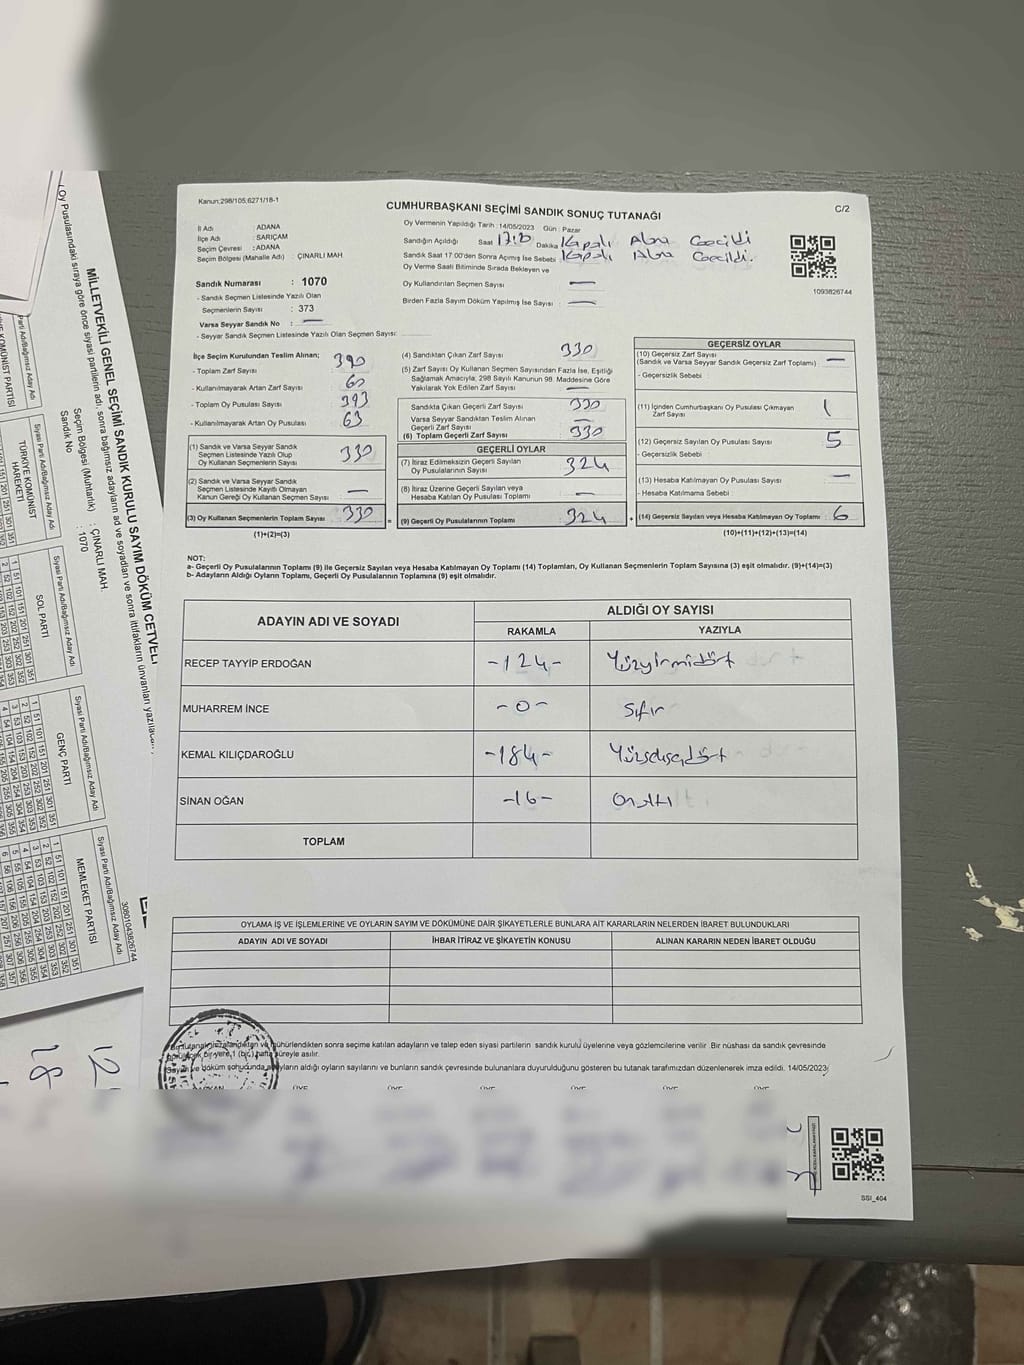 Kanun:298/105,6271/18-1
CUMHURBAŞKANI SEÇİMİ SANDIK SONUÇ TUTANAĞI
C/2
İl Adı : ADANA
İlçe Adı : SARIÇAM
Seçim Çevresi : ADANA
Seçim Bölgesi (Mahalle Adı) : ÇINARLI MAH.
Sandık Numarası : 1070
- Sandık Seçmen Listesinde Yazılı Olan
Seçmenlerin Sayısı : 373
Varsa Seyyar Sandık No : —
- Seyyar Sandık Seçmen Listesinde Yazılı Olan Seçmen Sayısı:
Oy Vermenin Yapıldığı Tarih : 14/05/2023 Gün : Pazar
Sandığın Açıldığı Saat Dakika Kapalı Alana Geçildi
Sandık Saat 17.00'den Sonra Açımış İse Sebebi : Kapalı Alana Geçildi.
Oy Verme Saati Bitiminde Sırada Bekleyen ve
Oy Kullandırılan Seçmen Sayısı : —
Birden Fazla Sayım Döküm Yapılmış İse Sayısı : —
1093826744
İlçe Seçim Kurulundan Teslim Alınan;
- Toplam Zarf Sayısı : 390
- Kullanılmayarak Artan Zarf Sayısı : 60
- Toplam Oy Pusulası Sayısı : 393
- Kullanılmayarak Artan Oy Pusulası : 63
(1) Sandık ve Varsa Seyyar Sandık
Seçmen Listesinde Yazılı Olup
Oy Kullanan Seçmenlerin Sayısı : 330
(2) Sandık ve Varsa Seyyar Sandık
Seçmen Listesinde Kayıtlı Olmayan
Kanun Gereği Oy Kullanan Seçmen Sayısı : —
(3) Oy Kullanan Seçmenlerin Toplam Sayısı : 330
(1)+(2)=(3)
(4) Sandıktan Çıkan Zarf Sayısı : 330
(5) Zarf Sayısı Oy Kullanan Seçmen Sayısından Fazla İse, Eşitliği
Sağlamak Amacıyla; 298 Sayılı Kanunun 98. Maddesine Göre
Yakılarak Yok Edilen Zarf Sayısı : —
Sandıkta Çıkan Geçerli Zarf Sayısı : 330
Varsa Seyyar Sandıktan Teslim Alınan
Geçerli Zarf Sayısı : —
(6) Toplam Geçerli Zarf Sayısı : 330
GEÇERLİ OYLAR
(7) İtiraz Edilmeksizin Geçerli Sayılan
Oy Pusulalarının Sayısı : 324
(8) İtiraz Üzerine Geçerli Sayılan veya
Hesaba Katılan Oy Pusulası Toplamı : —
= (9) Geçerli Oy Pusulalarının Toplamı : 324
GEÇERSİZ OYLAR
(10) Geçersiz Zarf Sayısı
(Sandık ve Varsa Seyyar Sandık Geçersiz Zarf Toplamı) : —
- Geçersizlik Sebebi :
(11) İçinden Cumhurbaşkanı Oy Pusulası Çıkmayan
Zarf Sayısı : 1
(12) Geçersiz Sayılan Oy Pusulası Sayısı : 5
- Geçersizlik Sebebi :
(13) Hesaba Katılmayan Oy Pusulası Sayısı : —
- Hesaba Katılmama Sebebi :
+ (14) Geçersiz Sayılan veya Hesaba Katılmayan Oy Toplamı : 6
(10)+(11)+(12)+(13)=(14)
NOT:
a- Geçerli Oy Pusulalarının Toplamı (9) ile Geçersiz Sayılan veya Hesaba Katılmayan Oy Toplamı (14) Toplamları, Oy Kullanan Seçmenlerin Toplam Sayısına (3) eşit olmalıdır. (9)+(14)=(3)
b- Adayların Aldığı Oyların Toplamı, Geçerli Oy Pusulalarının Toplamına (9) eşit olmalıdır.
ADAYIN ADI VE SOYADI
ALDIĞI OY SAYISI
RAKAMLA YAZIYLA
RECEP TAYYİP ERDOĞAN -124- Yüzyirmidört
MUHARREM İNCE -0- Sıfır
KEMAL KILIÇDAROĞLU -184- Yüzseksendört
SİNAN OĞAN -16- Onaltı
TOPLAM
OYLAMA İŞ VE İŞLEMLERİNE VE OYLARIN SAYIM VE DÖKÜMÜNE DAİR ŞİKAYETLERLE BUNLARA AİT KARARLARIN NELERDEN İBARET BULUNDUKLARI
ADAYIN ADI VE SOYADI İHBAR İTİRAZ VE ŞİKAYETİN KONUSU ALINAN KARARIN NEDEN İBARET OLDUĞU
mühürlendikten sonra seçime katılan adayların ve talep eden siyasi partilerin sandık kurulu üyelerine veya gözlemcilerine verilir. Bir nüshası da sandık çevresinde
bir yere 1 (bir) hafta süreyle asılır.
Sayım ve döküm sonucunda adayların aldığı oyların sayılarını ve bunların sandık çevresinde bulunanlara duyurulduğunu gösteren bu tutanak tarafımızdan düzenlenerek imza edildi. 14/05/2023
SSİ_404
MİLLETVEKİLİ GENEL SEÇİMİ SANDIK KURULU SAYIM DÖKÜM CETVELİ
Seçim Bölgesi (Muhtarlık) : ÇINARLI MAH.
Sandık No : 1070
Oy Pusulasındaki sıraya göre önce siyasi partilerin adı, sonra bağımsız adayların ad ve soyadları ve sonra ittifakların ünvanları
30601043826744
Siyasi Parti Adı/Bağımsız Aday Adı
TÜRKİYE KOMÜNİST
HAREKETİ
Siyasi Parti Adı/Bağımsız Aday Adı
SOL PARTİ
Siyasi Parti Adı/Bağımsız Aday Adı
GENÇ PARTİ
Siyasi Parti Adı/Bağımsız Aday Adı
MEMLEKET PARTİSİ